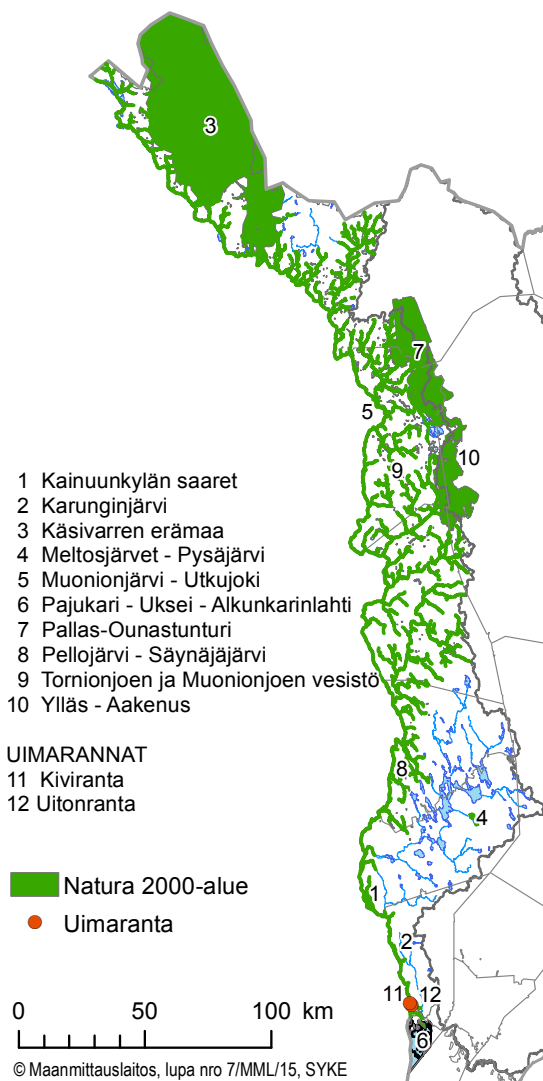 3
7
5
10
9
1 Kainuunkylän saaret
2 Karunginjärvi
3 Käsivarren erämaa
4 Meltosjärvet - Pysäjärvi
5 Muonionjärvi - Utkujoki
6 Pajukari - Uksei - Alkunkarinlahti
7 Pallas-Ounastunturi
8 Pellojärvi - Säynäjäjärvi
9 Tornionjoen ja Muonionjoen vesistö
10 Ylläs - Aakenus
UIMARANNAT
11 Kiviranta
12 Uitonranta
8
4
Natura 2000-alue
1
Uimaranta
2
11 12
0 50 100 km
6
© Maanmittauslaitos, lupa nro 7/MML/15, SYKE